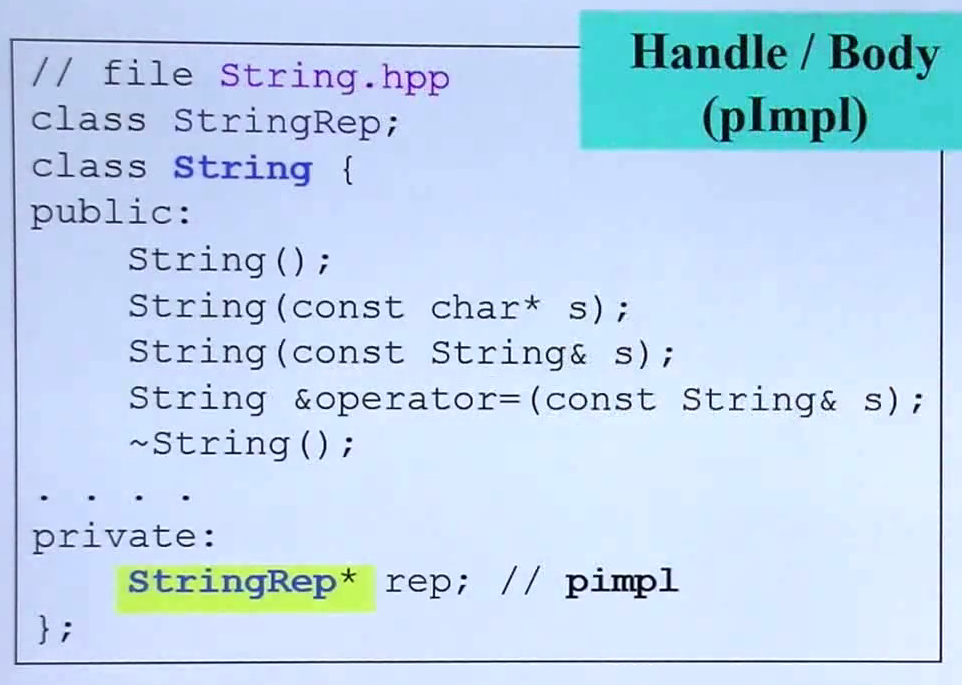 Handle / Body
(pImpl)
// file String.hpp
class StringRep;
class String {
public:
String();
String(const char* s);
String(const String& s);
String &operator=(const String& s);
~String();
. . . .
private:
StringRep* rep; // pimpl
};